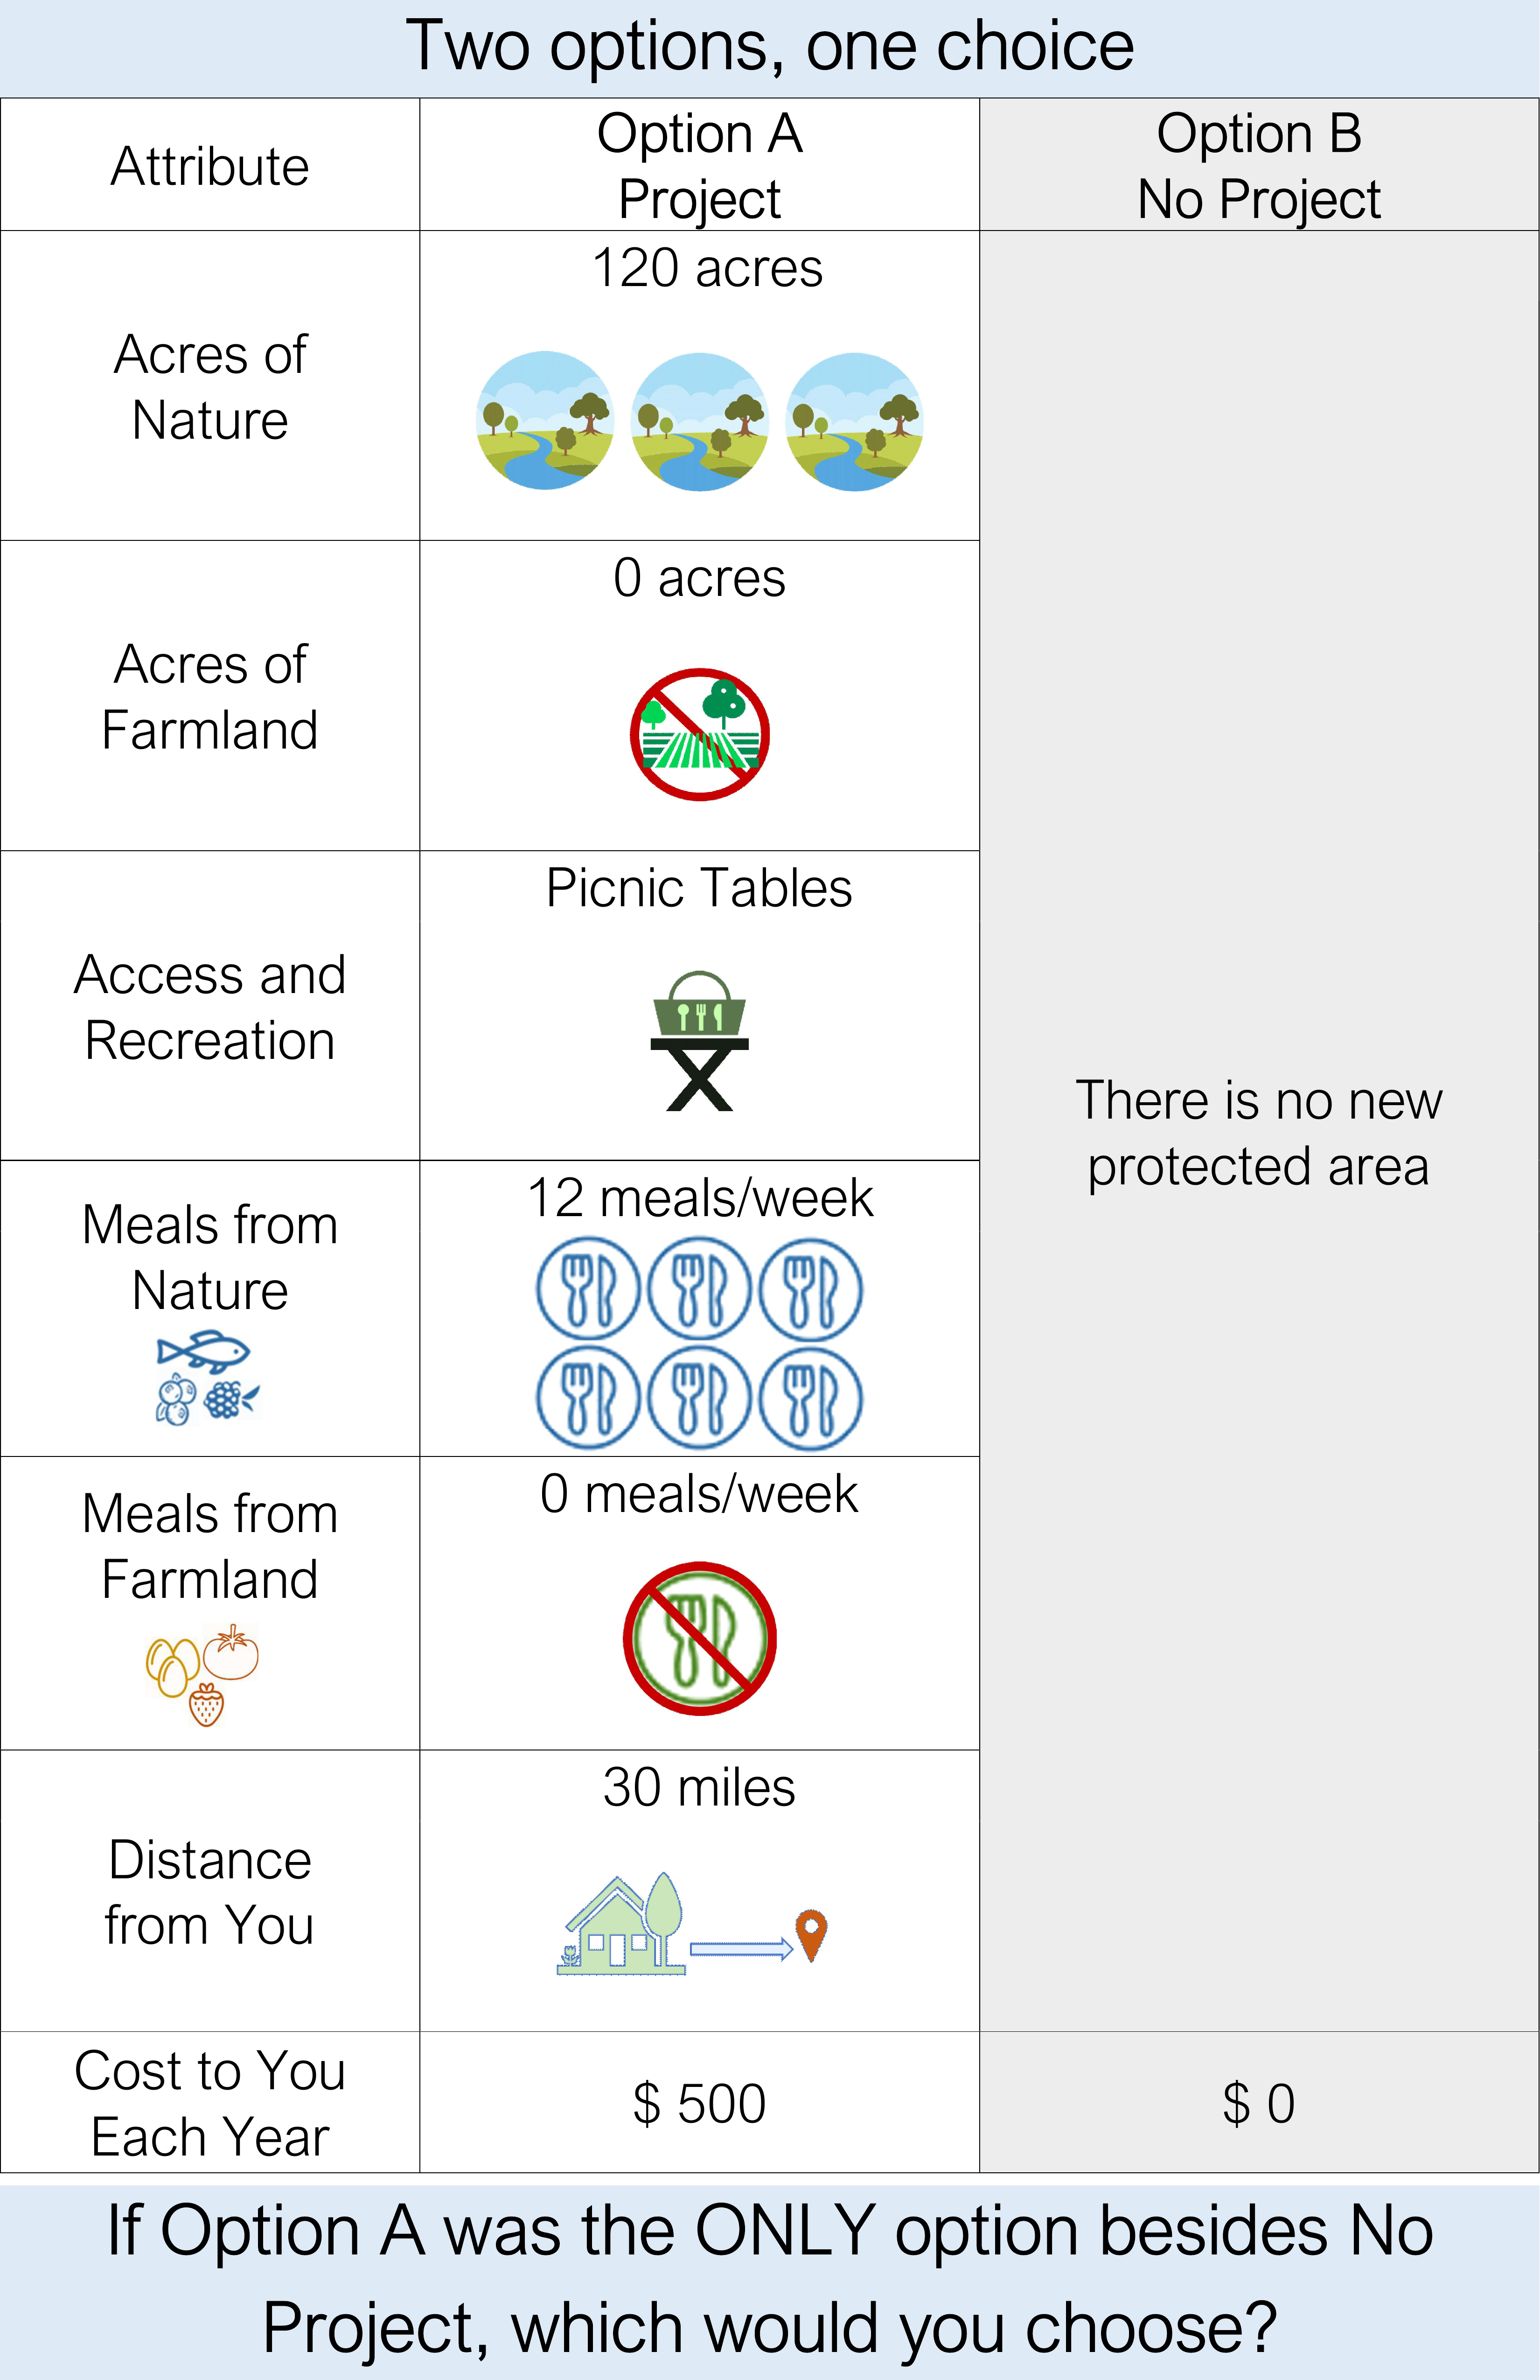 Two options, one choice
Attribute
Option A
Project
Option B
No Project
Acres of
Nature
120 acres
Acres of
Farmland
0 acres
Access and
Recreation
Picnic Tables
There is no new
protected area
Meals from
Nature
12 meals/week
Meals from
Farmland
0 meals/week
Distance
from You
30 miles
Cost to You
Each Year
$ 500
$ 0
If Option A was the ONLY option besides No
Project, which would you choose?